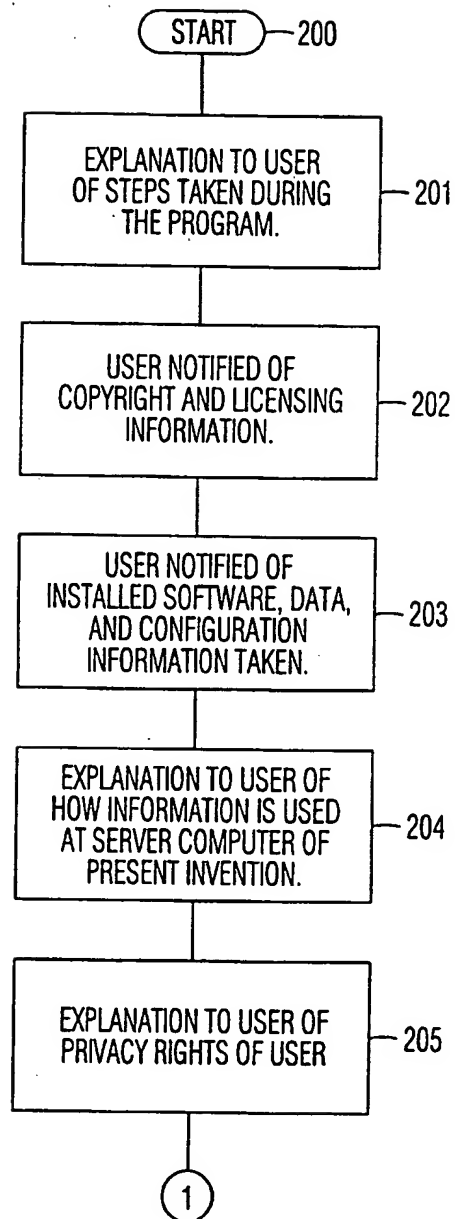 START 200
EXPLANATION TO USER
OF STEPS TAKEN DURING
THE PROGRAM.
201
USER NOTIFIED OF
COPYRIGHT AND LICENSING
INFORMATION.
202
USER NOTIFIED OF
INSTALLED SOFTWARE, DATA,
AND CONFIGURATION
INFORMATION TAKEN.
203
EXPLANATION TO USER OF
HOW INFORMATION IS USED
AT SERVER COMPUTER OF
PRESENT INVENTION.
204
EXPLANATION TO USER OF
PRIVACY RIGHTS OF USER
205
1